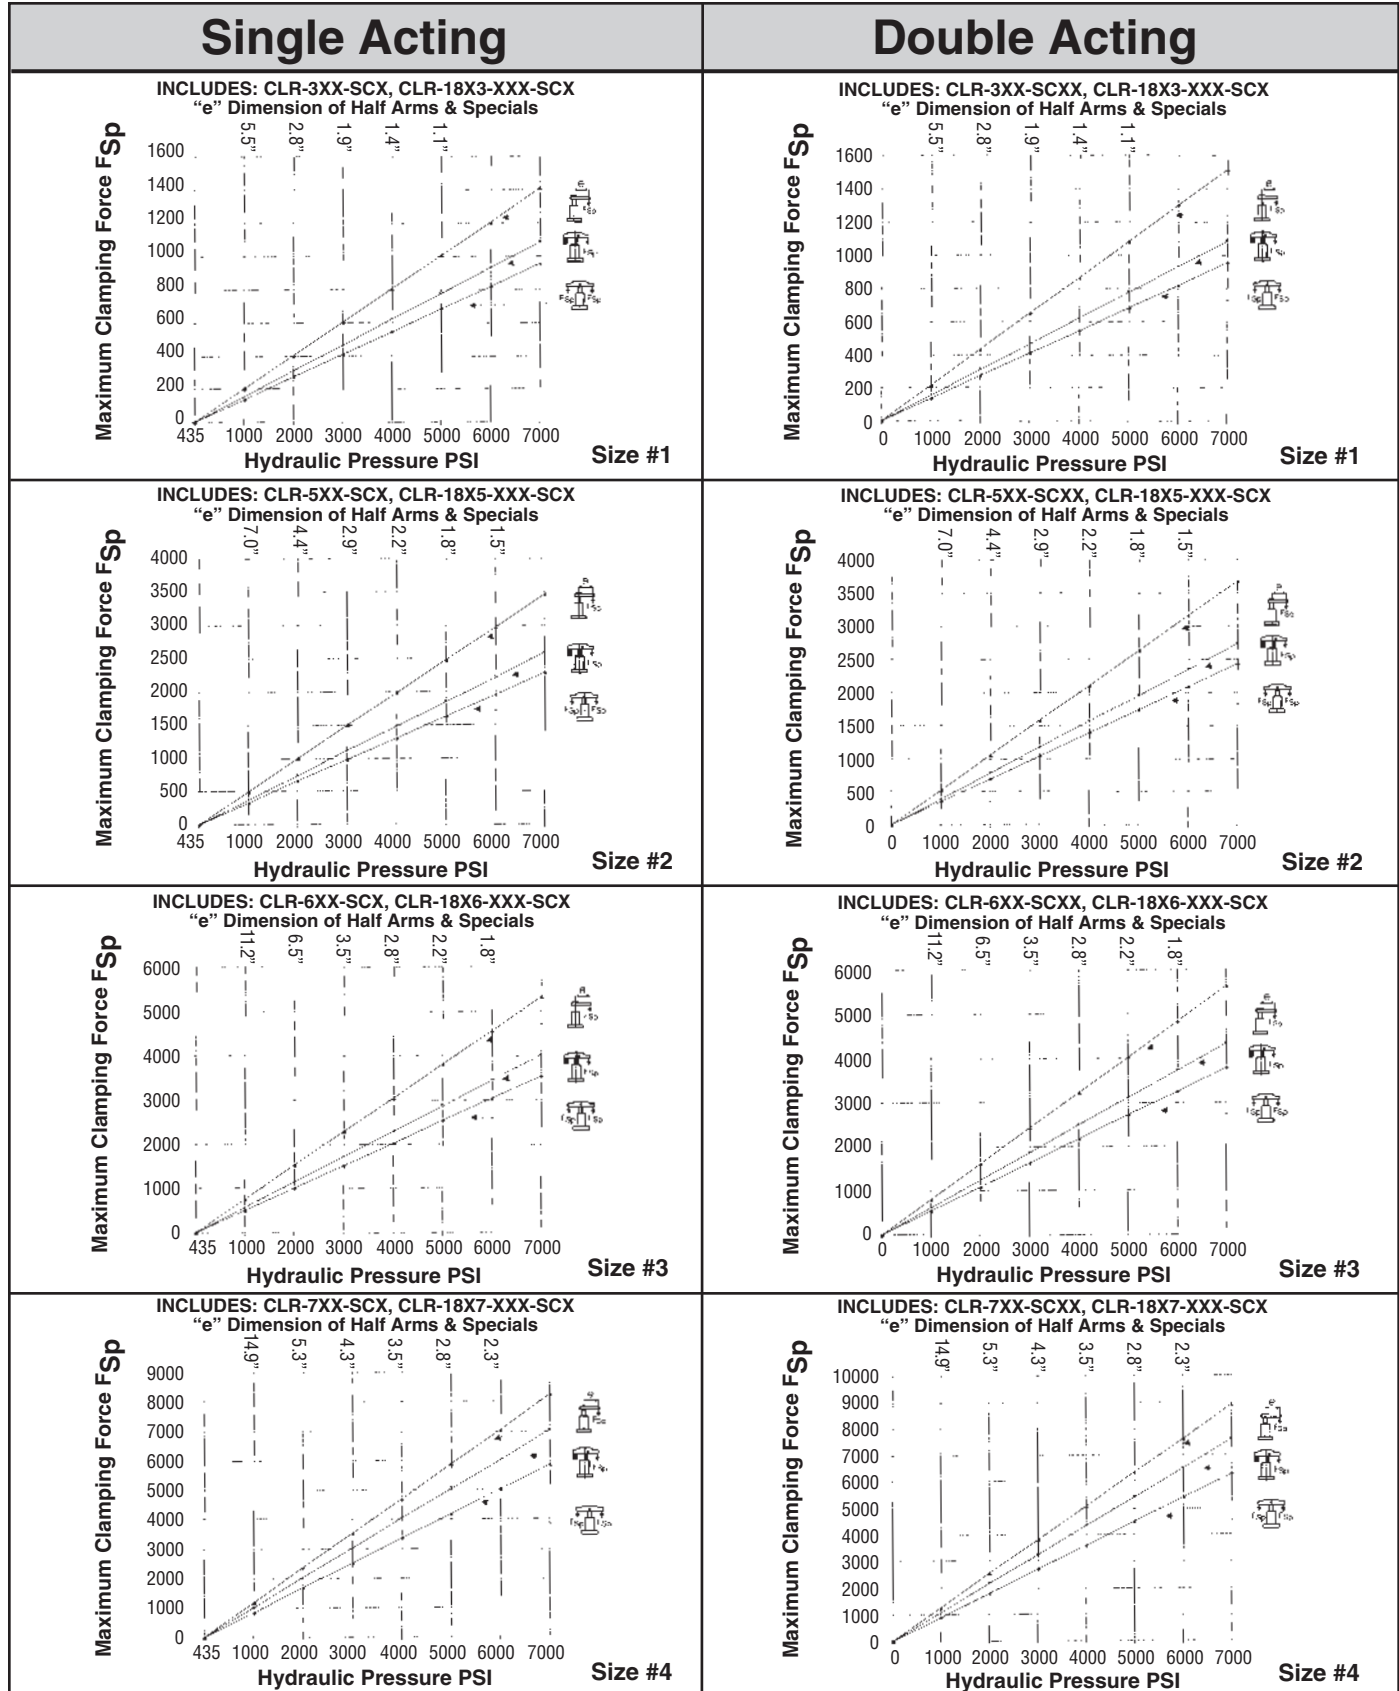 Single Acting
Double Acting
INCLUDES: CLR-3XX-SCX, CLR-18X3-XXX-SCX
“e” Dimension of Half Arms & Specials
5.5” 2.8” 1.9” 1.4” 1.1”
Maximum Clamping Force FSp
1600
1400
1200
1000
800
600
400
200
0
435 1000 2000 3000 4000 5000 6000 7000
Hydraulic Pressure PSI
Size #1
INCLUDES: CLR-3XX-SCXX, CLR-18X3-XXX-SCX
“e” Dimension of Half Arms & Specials
5.5” 2.8” 1.9” 1.4” 1.1”
Maximum Clamping Force FSp
1600
1400
1200
1000
800
600
400
200
0
0 1000 2000 3000 4000 5000 6000 7000
Hydraulic Pressure PSI
Size #1
INCLUDES: CLR-5XX-SCX, CLR-18X5-XXX-SCX
“e” Dimension of Half Arms & Specials
7.0” 4.4” 2.9” 2.2” 1.8” 1.5”
Maximum Clamping Force FSp
4000
3500
3000
2500
2000
1500
1000
500
0
435 1000 2000 3000 4000 5000 6000 7000
Hydraulic Pressure PSI
Size #2
INCLUDES: CLR-5XX-SCXX, CLR-18X5-XXX-SCX
“e” Dimension of Half Arms & Specials
7.0” 4.4” 2.9” 2.2” 1.8” 1.5”
Maximum Clamping Force FSp
4000
3500
3000
2500
2000
1500
1000
500
0
0 1000 2000 3000 4000 5000 6000 7000
Hydraulic Pressure PSI
Size #2
INCLUDES: CLR-6XX-SCX, CLR-18X6-XXX-SCX
“e” Dimension of Half Arms & Specials
11.2” 6.5” 3.5” 2.8” 2.2” 1.8”
Maximum Clamping Force FSp
6000
5000
4000
3000
2000
1000
0
435 1000 2000 3000 4000 5000 6000 7000
Hydraulic Pressure PSI
Size #3
INCLUDES: CLR-6XX-SCXX, CLR-18X6-XXX-SCX
“e” Dimension of Half Arms & Specials
11.2” 6.5” 3.5” 2.8” 2.2” 1.8”
Maximum Clamping Force FSp
6000
5000
4000
3000
2000
1000
0
0 1000 2000 3000 4000 5000 6000 7000
Hydraulic Pressure PSI
Size #3
INCLUDES: CLR-7XX-SCX, CLR-18X7-XXX-SCX
“e” Dimension of Half Arms & Specials
14.9” 5.3” 4.3” 3.5” 2.8” 2.3”
Maximum Clamping Force FSp
9000
8000
7000
6000
5000
4000
3000
2000
1000
0
435 1000 2000 3000 4000 5000 6000 7000
Hydraulic Pressure PSI
Size #4
INCLUDES: CLR-7XX-SCXX, CLR-18X7-XXX-SCX
“e” Dimension of Half Arms & Specials
14.9” 5.3” 4.3” 3.5” 2.8” 2.3”
Maximum Clamping Force FSp
10000
9000
8000
7000
6000
5000
4000
3000
2000
1000
0
0 1000 2000 3000 4000 5000 6000 7000
Hydraulic Pressure PSI
Size #4